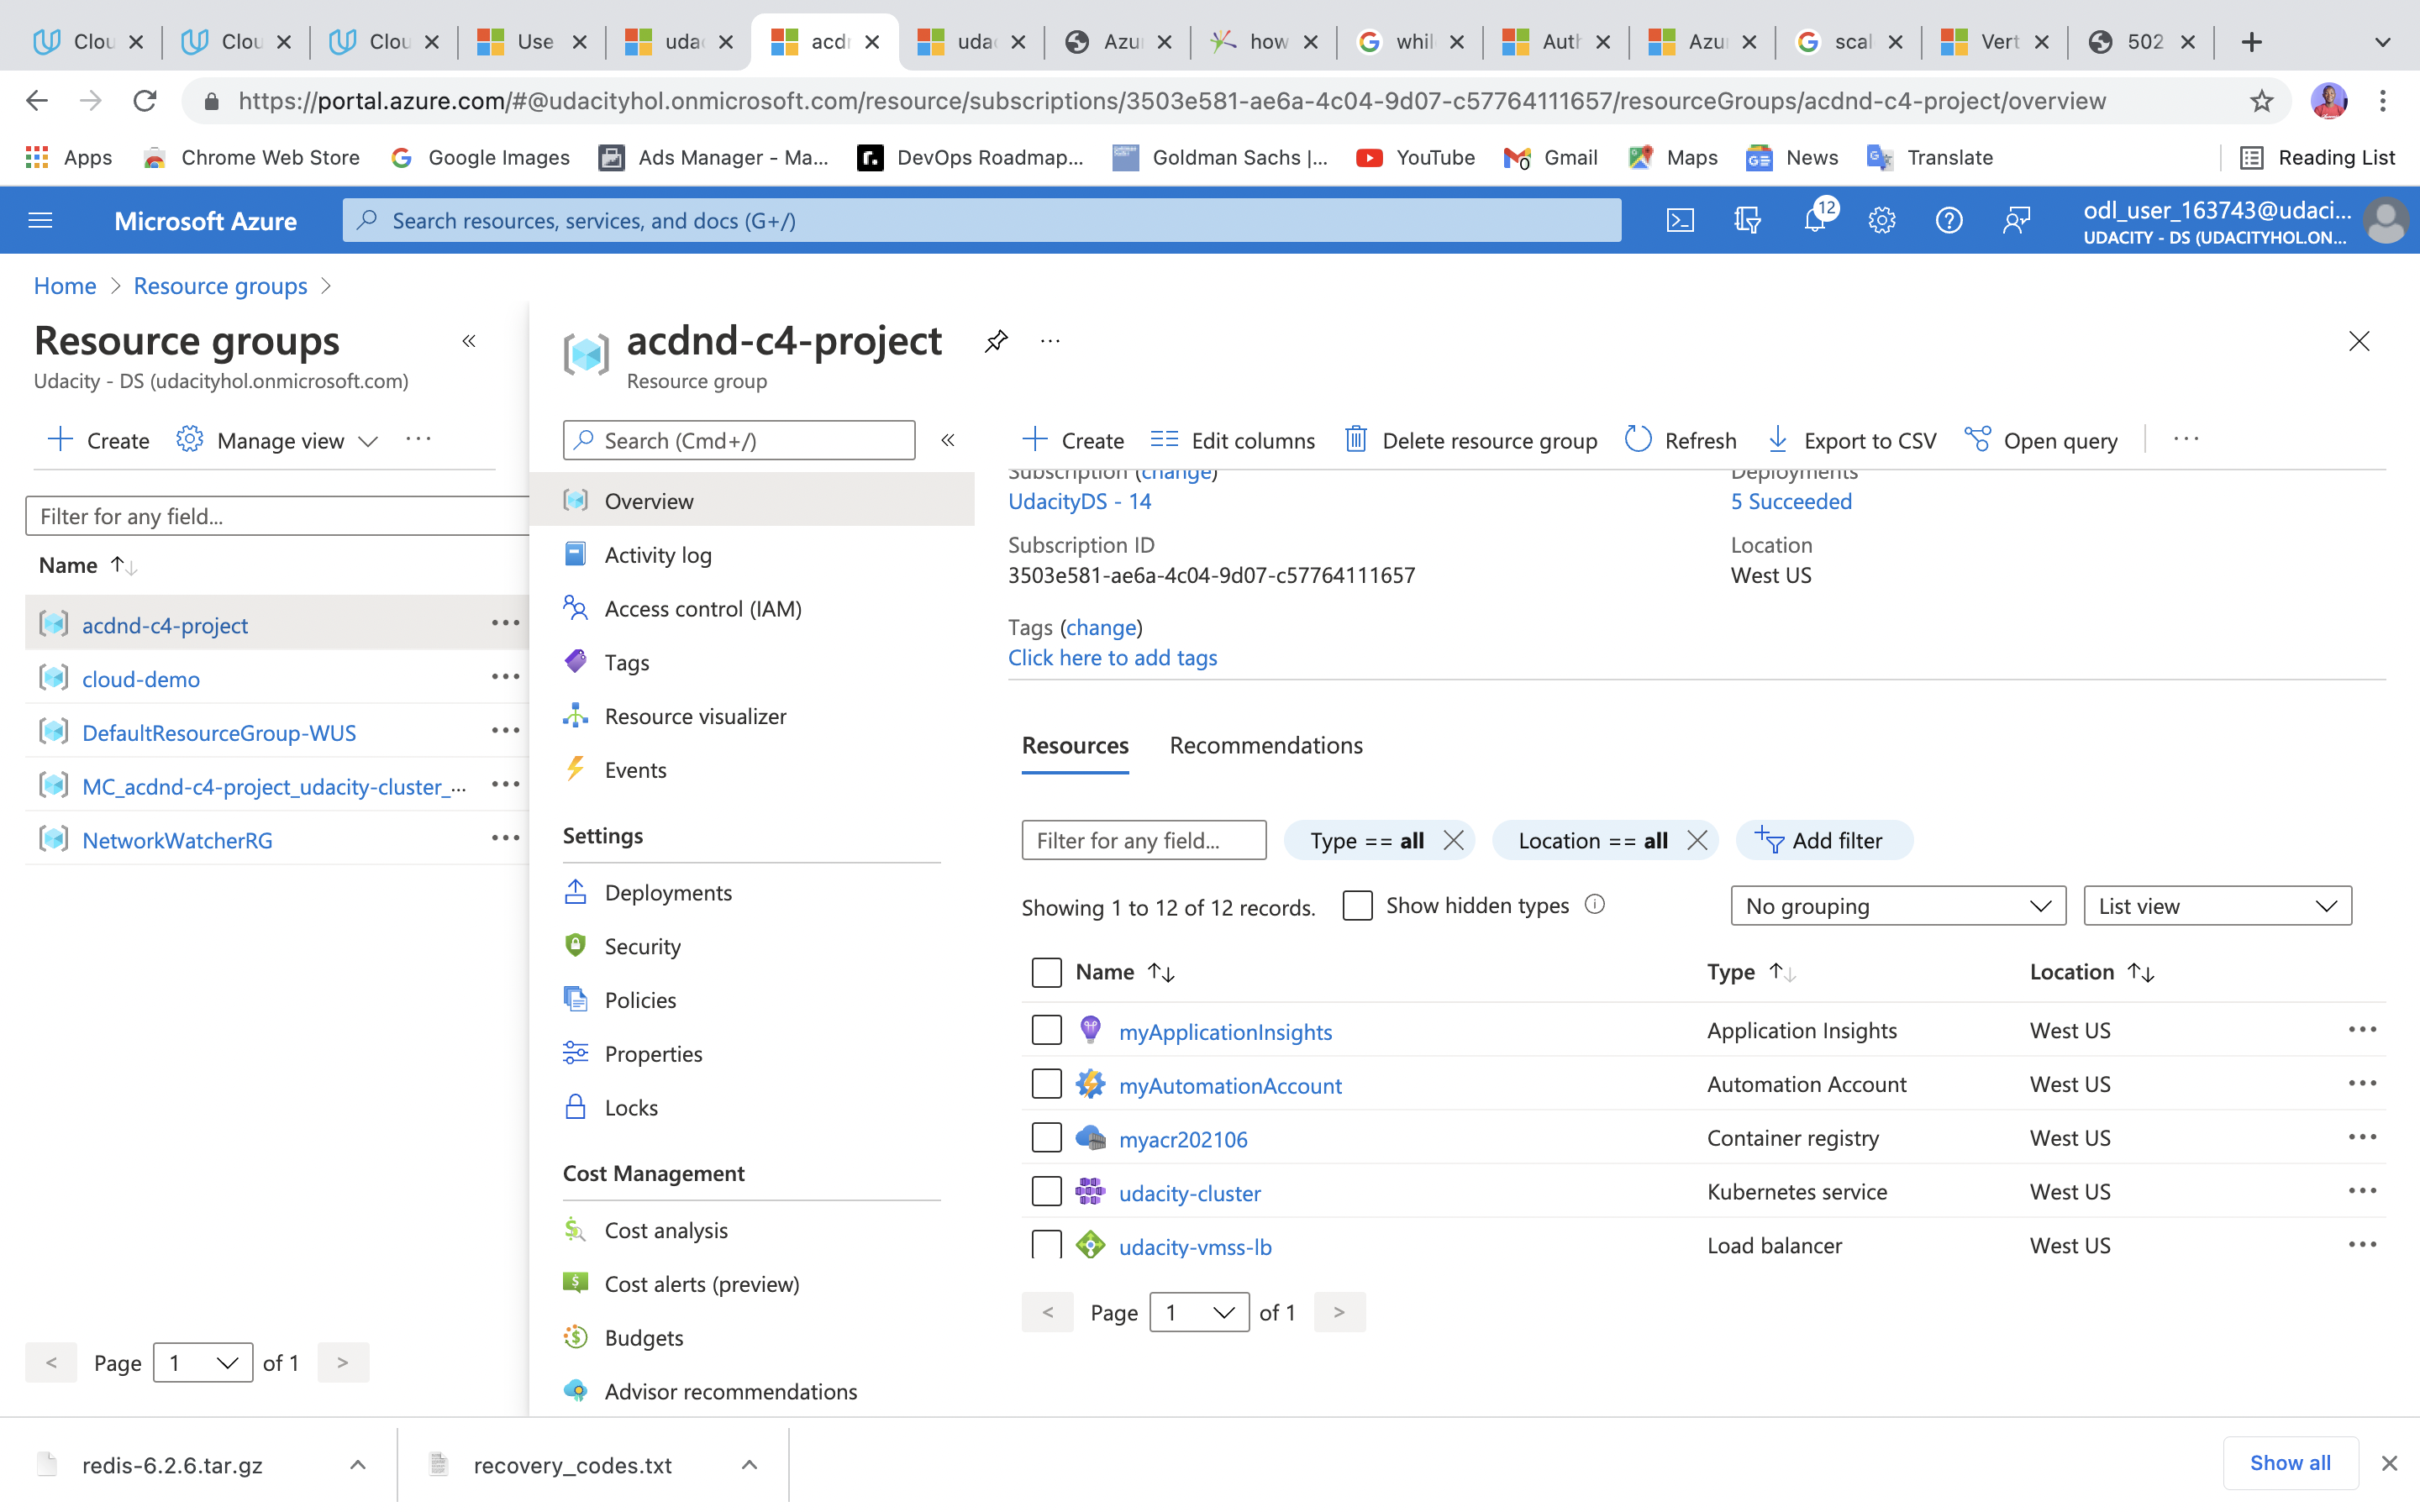 Clou
Clou
Clou
Use
uda
acdn
uda
Azu
how
whil
Auth
Azu
scal
Vert
502
https://portal.azure.com/#@udacityhol.onmicrosoft.com/resource/subscriptions/3503e581-ae6a-4c04-9d07-c57764111657/resourceGroups/acdnd-c4-project/overview
Apps
Chrome Web Store
Google Images
Ads Manager - Ma...
DevOps Roadmap...
Goldman Sachs |...
YouTube
Gmail
Maps
News
Translate
Reading List
Microsoft Azure
Search resources, services, and docs (G+/)
12
odl_user_163743@udaci...
UDACITY - DS (UDACITYHOL.ON...
Home > Resource groups >
Resource groups
Udacity - DS (udacityhol.onmicrosoft.com)
Create
Manage view
Filter for any field...
Name
acdnd-c4-project
cloud-demo
DefaultResourceGroup-WUS
MC_acdnd-c4-project_udacity-cluster_...
NetworkWatcherRG
< Page 1 of 1 >
acdnd-c4-project
Resource group
Search (Cmd+/)
Overview
Activity log
Access control (IAM)
Tags
Resource visualizer
Events
Settings
Deployments
Security
Policies
Properties
Locks
Cost Management
Cost analysis
Cost alerts (preview)
Budgets
Advisor recommendations
Create
Edit columns
Delete resource group
Refresh
Export to CSV
Open query
Subscription (change)
UdacityDS - 14
Subscription ID
3503e581-ae6a-4c04-9d07-c57764111657
Tags (change)
Click here to add tags
Deployments
5 Succeeded
Location
West US
Resources
Recommendations
Filter for any field...
Type == all
Location == all
Add filter
Showing 1 to 12 of 12 records.
Show hidden types
No grouping
List view
Name Type Location
myApplicationInsights Application Insights West US
myAutomationAccount Automation Account West US
myacr202106 Container registry West US
udacity-cluster Kubernetes service West US
udacity-vmss-lb Load balancer West US
< Page 1 of 1 >
redis-6.2.6.tar.gz
recovery_codes.txt
Show all